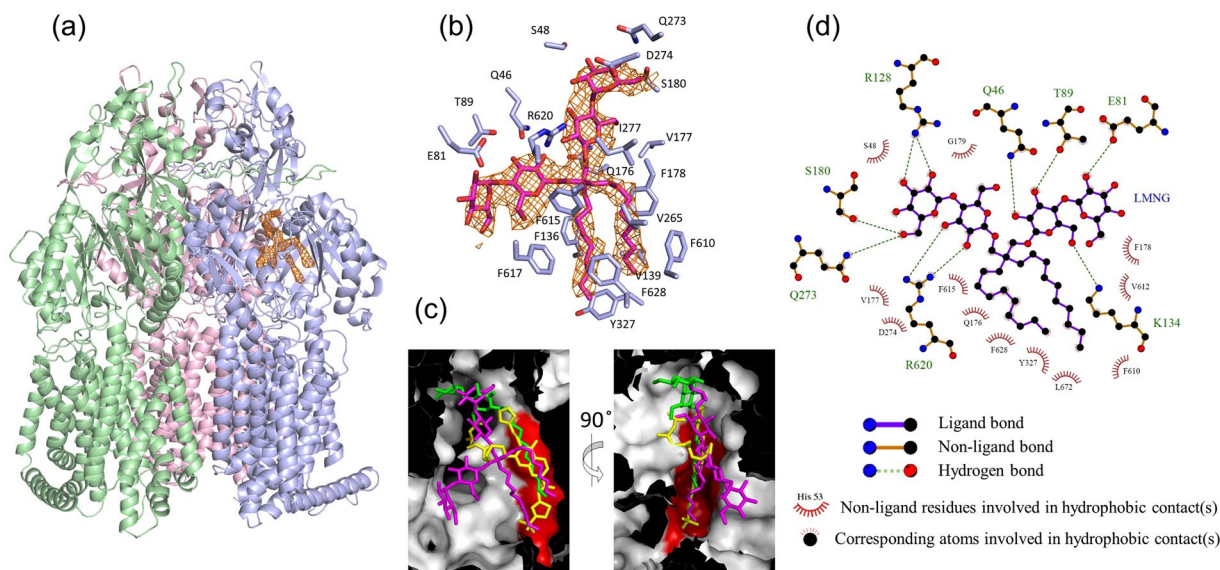 (a)
(b)
Q273
S48
D274
S180
Q46
T89
R620
I277
V177
E81
Q176
F178
F615
V265
F136
F610
F617
V139
F628
Y327
(c)
90°
(d)
R128
Q46
T89
E81
S48
G179
S180
LMNG
F178
Q273
V177
F615
V612
D274
Q176
K134
R620
F628
Y327
F610
L672
Ligand bond
Non-ligand bond
Hydrogen bond
His 53
Non-ligand residues involved in hydrophobic contact(s)
Corresponding atoms involved in hydrophobic contact(s)